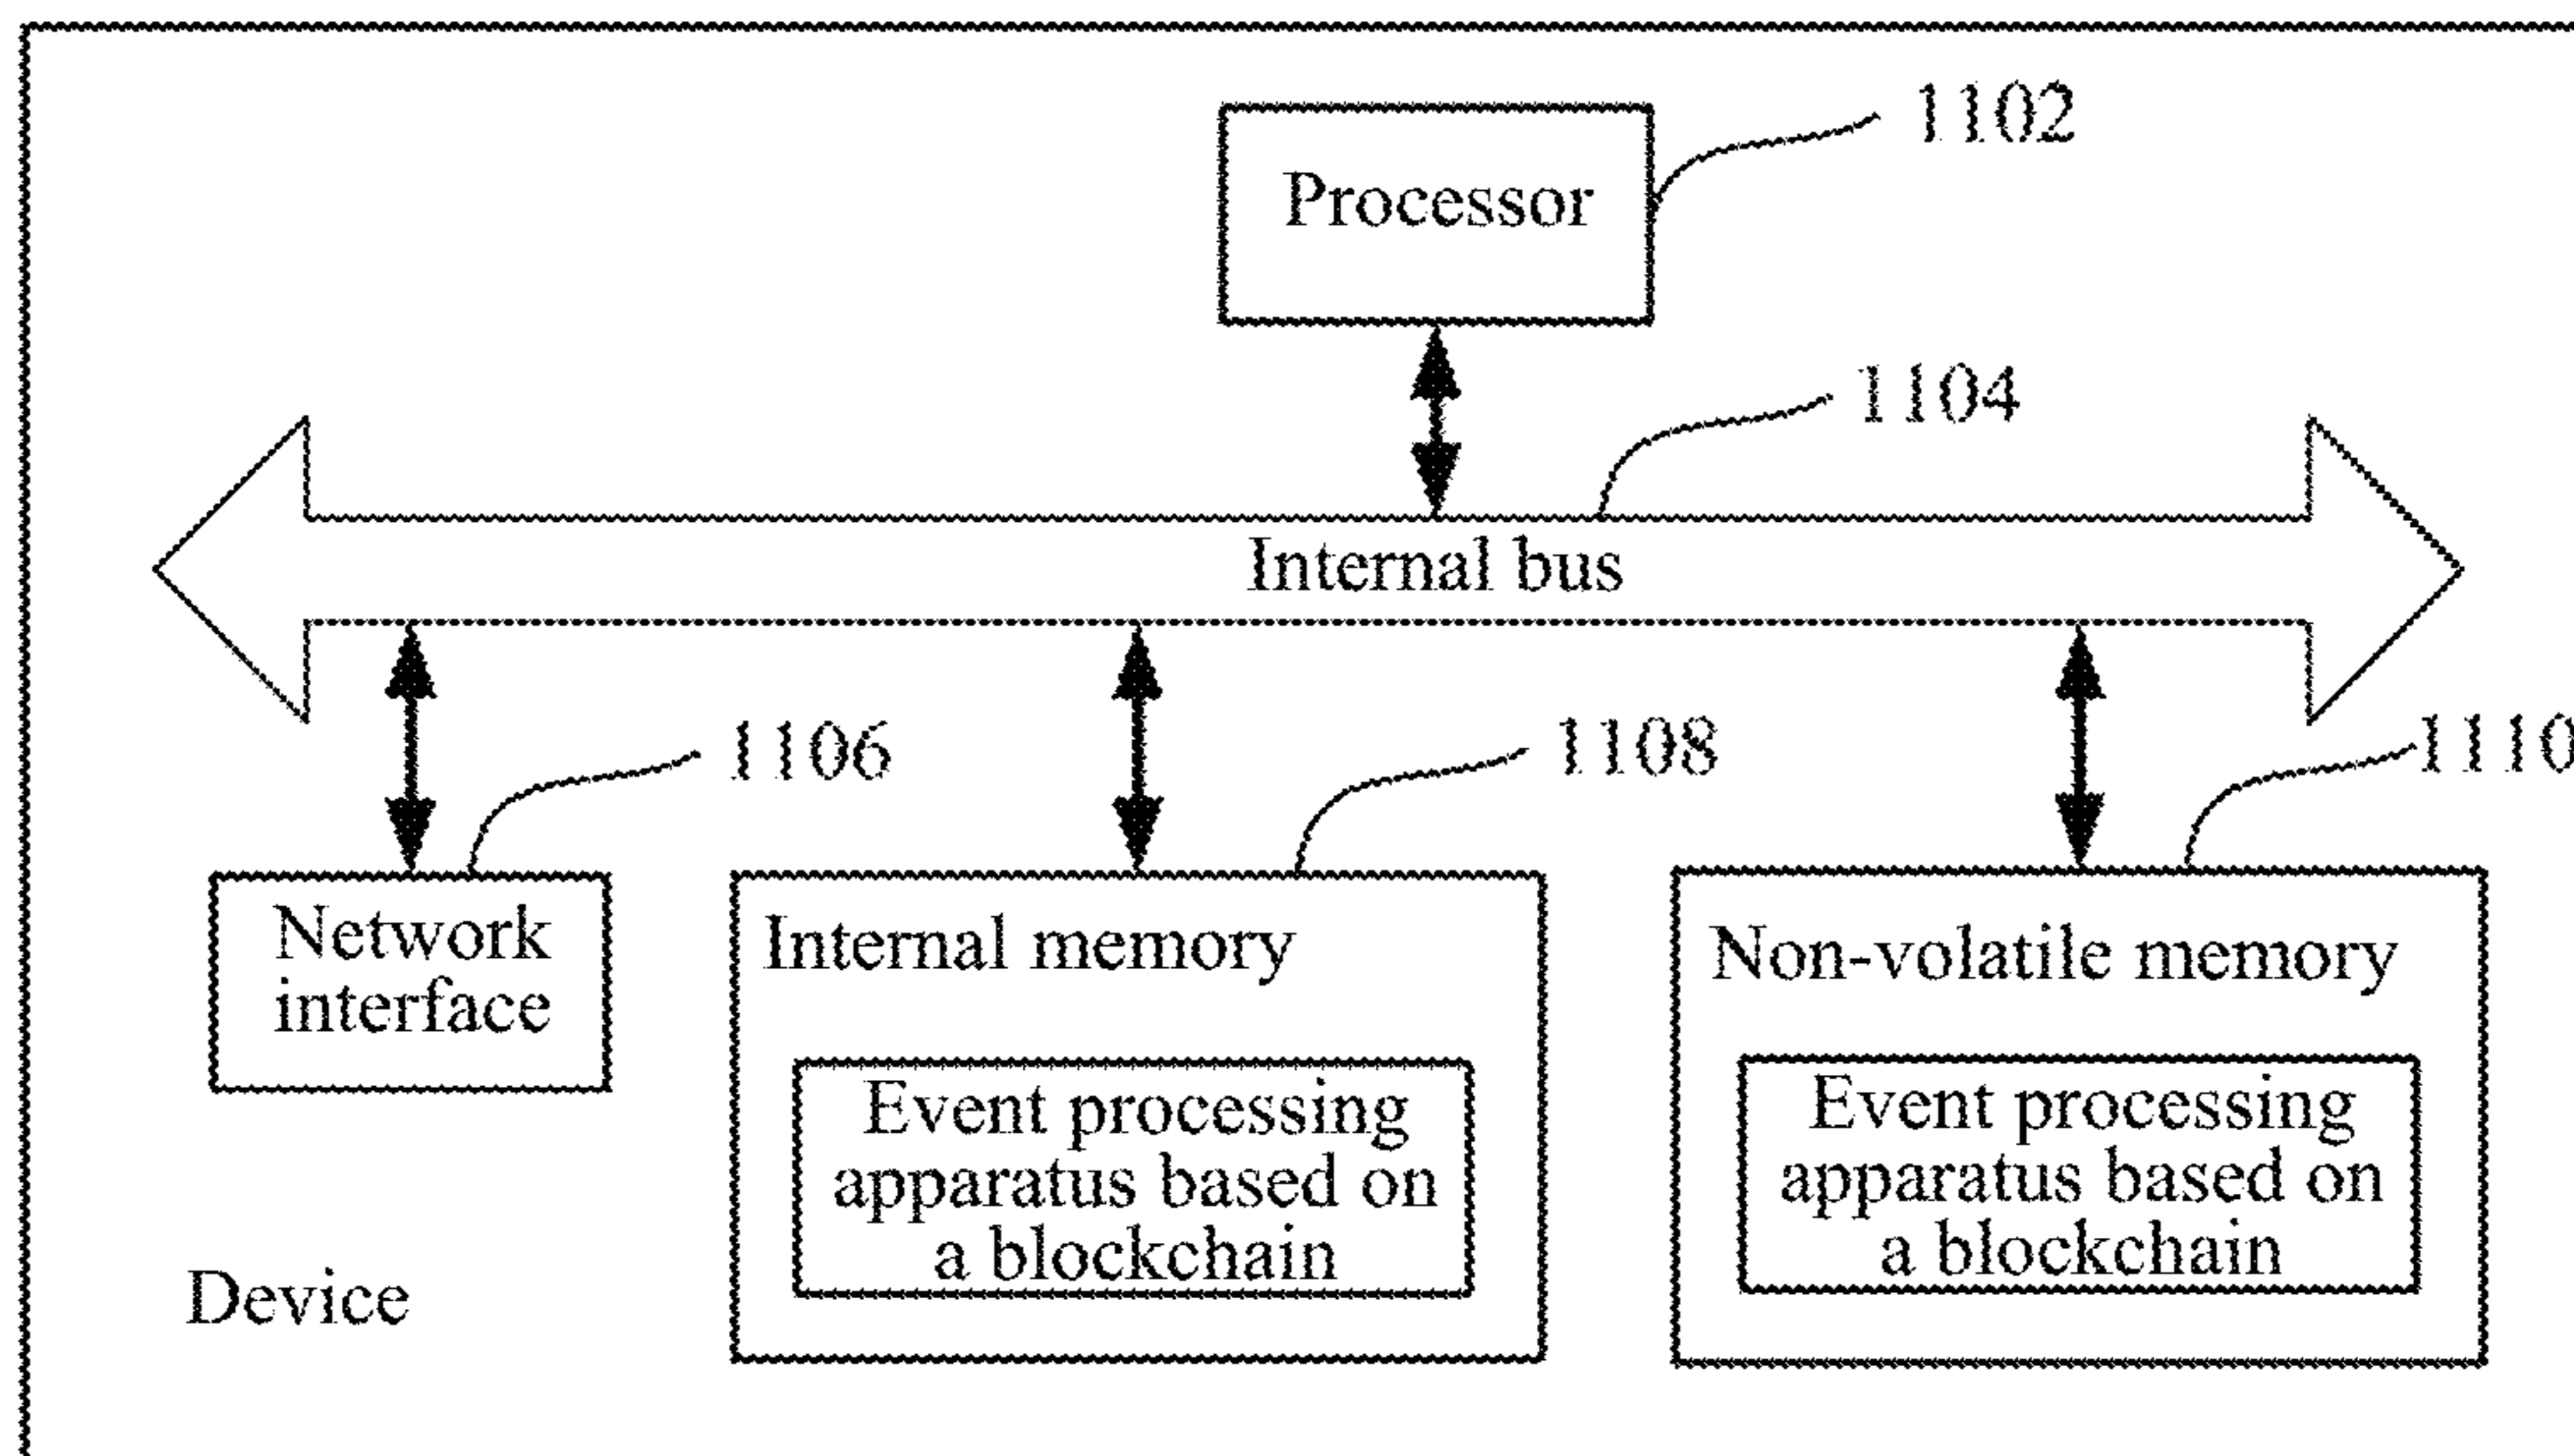 1102
Processor
1104
Internal bus
1106
1108
1110
Network
interface
Internal memory
Non-volatile memory
Event processing
apparatus based on
a blockchain
Event processing
apparatus based on
a blockchain
Device